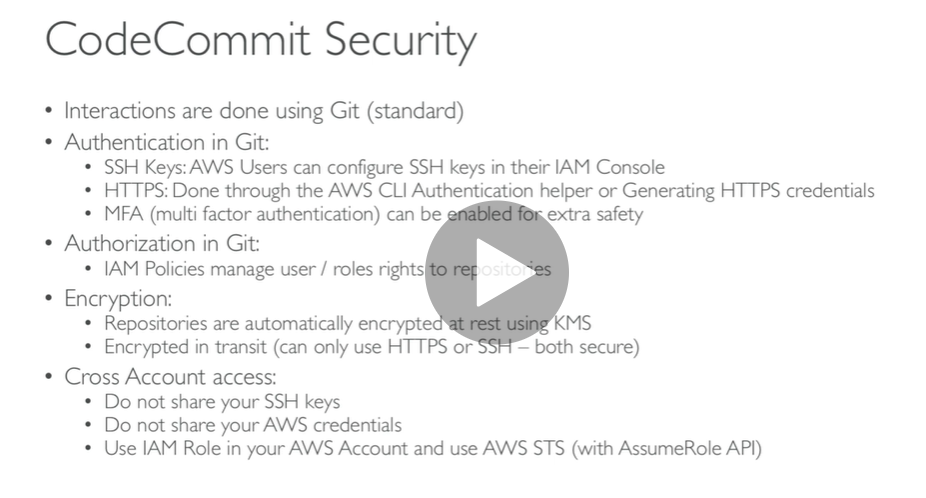 CodeCommit Security
• Interactions are done using Git (standard)
• Authentication in Git:
• SSH Keys: AWS Users can configure SSH keys in their IAM Console
• HTTPS: Done through the AWS CLI Authentication helper or Generating HTTPS credentials
• MFA (multi factor authentication) can be enabled for extra safety
• Authorization in Git:
• IAM Policies manage user / roles rights to repositories
• Encryption:
• Repositories are automatically encrypted at rest using KMS
• Encrypted in transit (can only use HTTPS or SSH – both secure)
• Cross Account access:
• Do not share your SSH keys
• Do not share your AWS credentials
• Use IAM Role in your AWS Account and use AWS STS (with AssumeRole API)